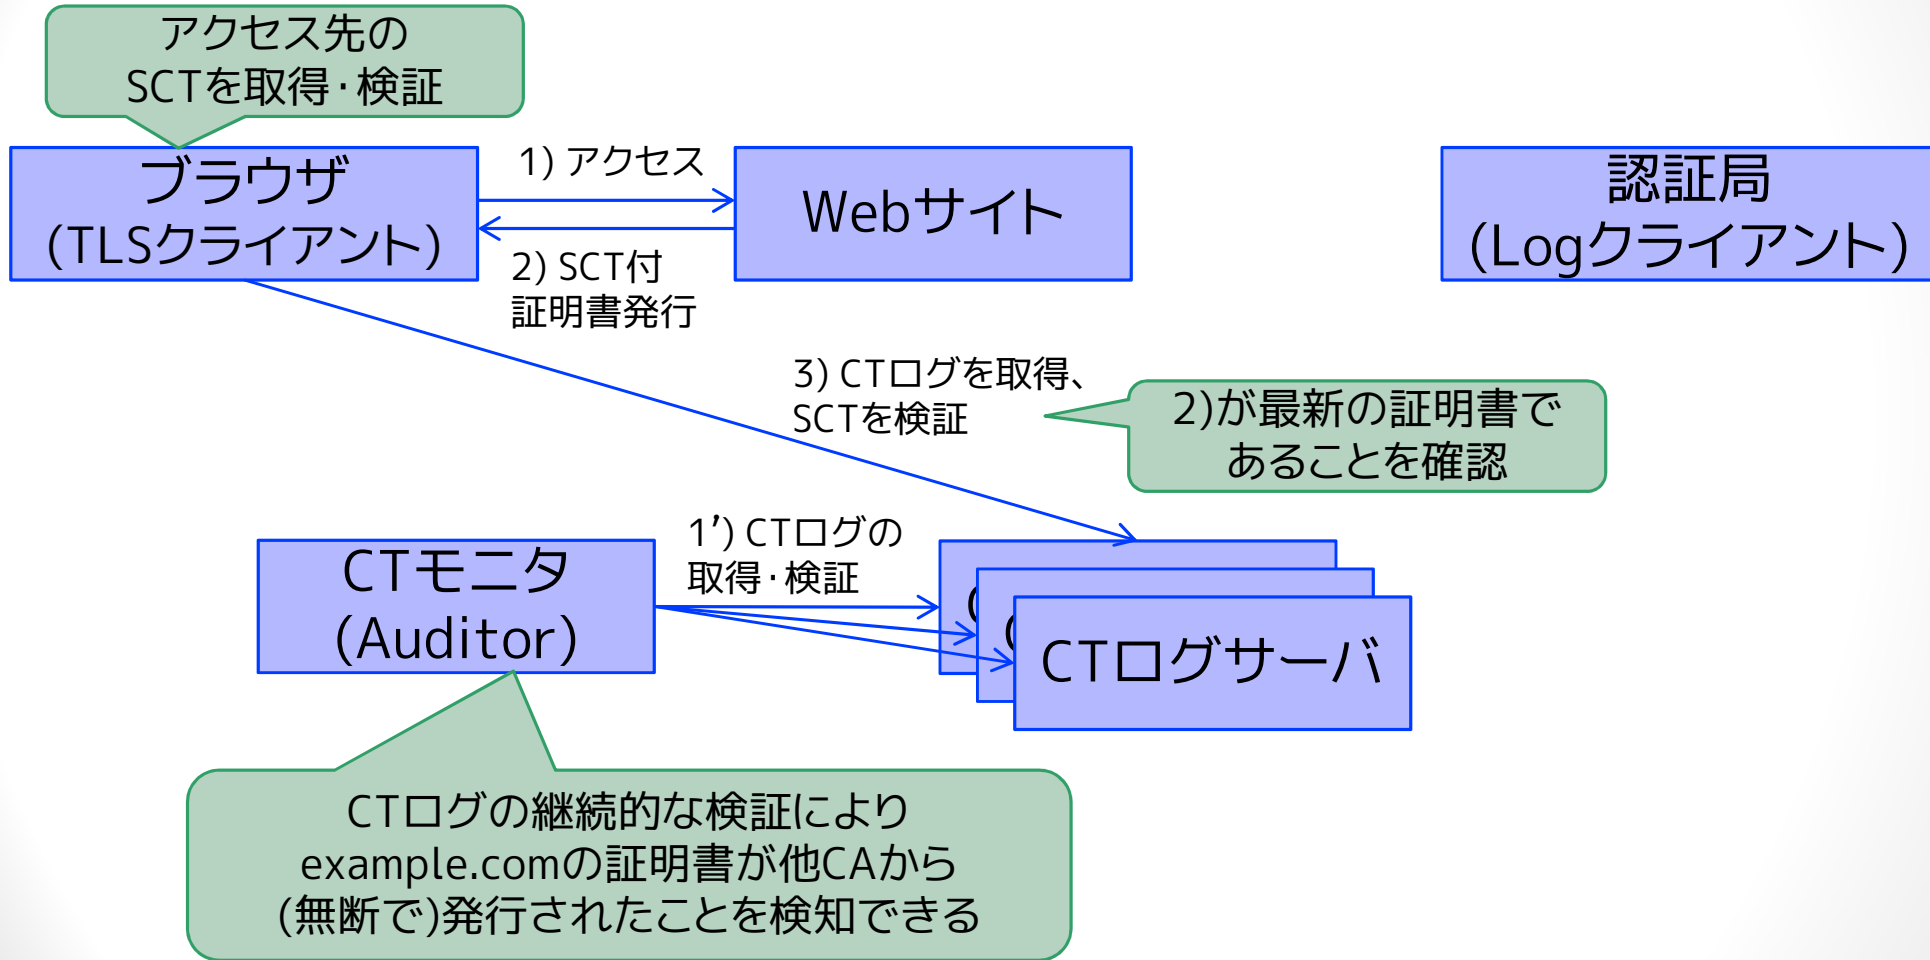 アクセス先の
SCTを取得・検証
ブラウザ
(TLSクライアント)
1) アクセス
Webサイト
認証局
(Logクライアント)
2) SCT付
証明書発行
3) CTログを取得、
SCTを検証
2)が最新の証明書で
あることを確認
1’) CTログの
取得・検証
CTモニタ
(Auditor)
CTログサーバ
CTログの継続的な検証により
example.comの証明書が他CAから
(無断で)発行されたことを検知できる